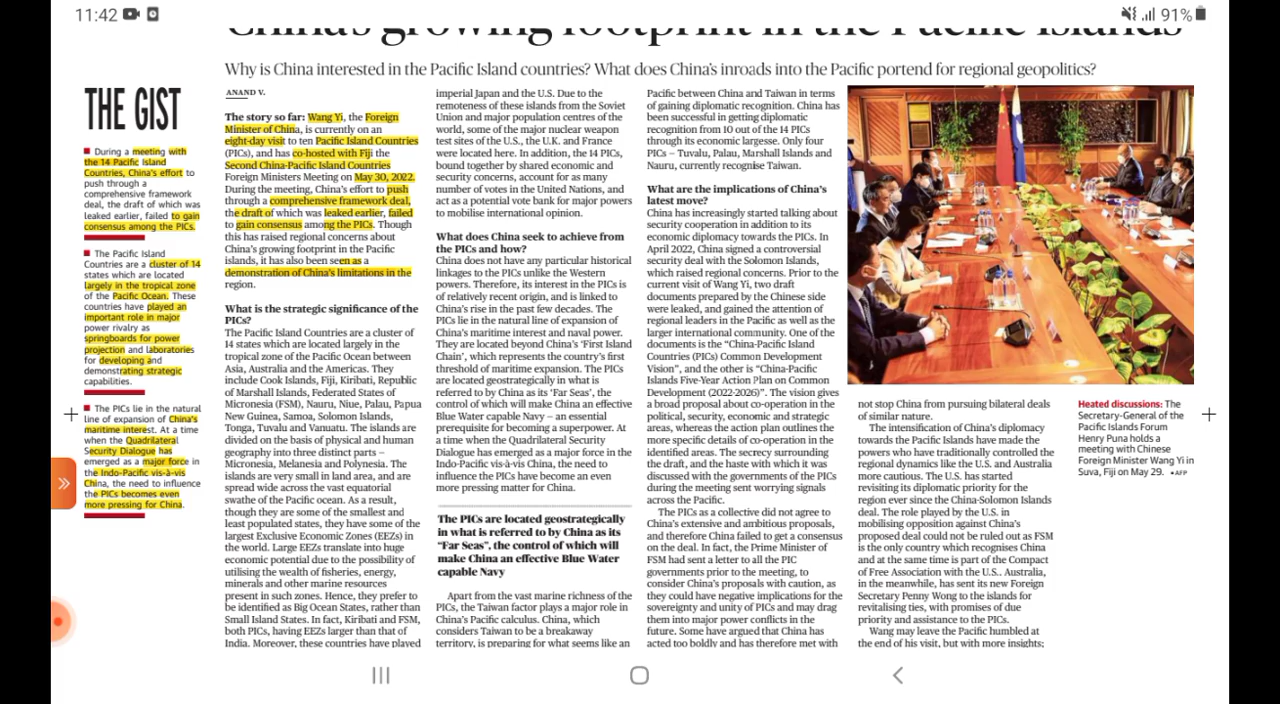 11:42
91%
China's growing footprint in the Pacific Islands
Why is China interested in the Pacific Island countries? What does China's inroads into the Pacific portend for regional geopolitics?
THE GIST
■ During a meeting with
the 14 Pacific Island
Countries, China's effort to
push through a
comprehensive framework
deal, the draft of which was
leaked earlier, failed to gain
consensus among the PICs.
■ The Pacific Island
Countries are a cluster of 14
states which are located
largely in the tropical zone
of the Pacific Ocean. These
countries have played an
important role in major
power rivalry as
springboards for power
projection and laboratories
for developing and
demonstrating strategic
capabilities.
■ The PICs lie in the natural
line of expansion of China's
maritime interest. At a time
when the Quadrilateral
Security Dialogue has
emerged as a major force in
the Indo-Pacific vis-à-vis
China, the need to influence
the PICs becomes even
more pressing for China.
ANAND V.
The story so far: Wang Yi, the Foreign
Minister of China, is currently on an
eight-day visit to ten Pacific Island Countries
(PICs), and has co-hosted with Fiji the
Second China-Pacific Island Countries
Foreign Ministers Meeting on May 30, 2022.
During the meeting, China's effort to push
through a comprehensive framework deal,
the draft of which was leaked earlier, failed
to gain consensus among the PICs. Though
this has raised regional concerns about
China's growing footprint in the Pacific
islands, it has also been seen as a
demonstration of China's limitations in the
region.
What is the strategic significance of the
PICs?
The Pacific Island Countries are a cluster of
14 states which are located largely in the
tropical zone of the Pacific Ocean between
Asia, Australia and the Americas. They
include Cook Islands, Fiji, Kiribati, Republic
of Marshall Islands, Federated States of
Micronesia (FSM), Nauru, Niue, Palau, Papua
New Guinea, Samoa, Solomon Islands,
Tonga, Tuvalu and Vanuatu. The islands are
divided on the basis of physical and human
geography into three distinct parts —
Micronesia, Melanesia and Polynesia. The
islands are very small in land area, and are
spread wide across the vast equatorial
swathe of the Pacific ocean. As a result,
though they are some of the smallest and
least populated states, they have some of the
largest Exclusive Economic Zones (EEZs) in
the world. Large EEZs translate into huge
economic potential due to the possibility of
utilising the wealth of fisheries, energy,
minerals and other marine resources
present in such zones. Hence, they prefer to
be identified as Big Ocean States, rather than
Small Island States. In fact, Kiribati and FSM,
both PICs, having EEZs larger than that of
India. Moreover, these countries have played
imperial Japan and the U.S. Due to the
remoteness of these islands from the Soviet
Union and major population centres of the
world, some of the major nuclear weapon
test sites of the U.S., the U.K. and France
were located here. In addition, the 14 PICs,
bound together by shared economic and
security concerns, account for as many
number of votes in the United Nations, and
act as a potential vote bank for major powers
to mobilise international opinion.
What does China seek to achieve from
the PICs and how?
China does not have any particular historical
linkages to the PICs unlike the Western
powers. Therefore, its interest in the PICs is
of relatively recent origin, and is linked to
China's rise in the past few decades. The
PICs lie in the natural line of expansion of
China's maritime interest and naval power.
They are located beyond China's 'First Island
Chain', which represents the country's first
threshold of maritime expansion. The PICs
are located geostrategically in what is
referred to by China as its 'Far Seas', the
control of which will make China an effective
Blue Water capable Navy — an essential
prerequisite for becoming a superpower. At
a time when the Quadrilateral Security
Dialogue has emerged as a major force in the
Indo-Pacific vis-à-vis China, the need to
influence the PICs have become an even
more pressing matter for China.
The PICs are located geostrategically
in what is referred to by China as its
"Far Seas", the control of which will
make China an effective Blue Water
capable Navy
Apart from the vast marine richness of the
PICs, the Taiwan factor plays a major role in
China's Pacific calculus. China, which
considers Taiwan to be a breakaway
territory, is preparing for what seems like an
Pacific between China and Taiwan in terms
of gaining diplomatic recognition. China has
been successful in getting diplomatic
recognition from 10 out of the 14 PICs
through its economic largesse. Only four
PICs — Tuvalu, Palau, Marshall Islands and
Nauru, currently recognise Taiwan.
What are the implications of China's
latest move?
China has increasingly started talking about
security cooperation in addition to its
economic diplomacy towards the PICs. In
April 2022, China signed a controversial
security deal with the Solomon Islands,
which raised regional concerns. Prior to the
current visit of Wang Yi, two draft
documents prepared by the Chinese side
were leaked, and gained the attention of
regional leaders in the Pacific as well as the
larger international comunity. One of the
documents is the "China-Pacific Island
Countries (PICs) Common Development
Vision", and the other is "China-Pacific
Islands Five-Year Action Plan on Common
Development (2022-2026)". The vision gives
a broad proposal about co-operation in the
political, security, economic and strategic
areas, whereas the action plan outlines the
more specific details of co-operation in the
identified areas. The secrecy surrounding
the draft, and the haste with which it was
discussed with the governments of the PICs
during the meeting sent worrying signals
across the Pacific.
The PICs as a collective did not agree to
China's extensive and ambitious proposals,
and therefore China failed to get a consensus
on the deal. In fact, the Prime Minister of
FSM had sent a letter to all the PIC
governments prior to the meeting, to
consider China's proposals with caution, as
they could have negative implications for the
sovereignty and unity of PICs and may drag
them into major power conflicts in the
future. Some have argued that China has
acted too boldly and has therefore met with
not stop China from pursuing bilateral deals
of similar nature.
The intensification of China's diplomacy
towards the Pacific Islands have made the
powers who have traditionally controlled the
regional dynamics like the U.S. and Australia
more cautious. The U.S. has started
revisiting its diplomatic priority for the
region ever since the China-Solomon Islands
deal. The role played by the U.S. in
mobilising opposition against China's
proposed deal could not be ruled out as FSM
is the only country which recognises China
and at the same time is part of the Compact
of Free Association with the U.S.. Australia,
in the meanwhile, has sent its new Foreign
Secretary Penny Wong to the islands for
revitalising ties, with promises of due
priority and assistance to the PICs.
Wang may leave the Pacific humbled at
the end of his visit, but with more insights;
Heated discussions: The
Secretary-General of the
Pacific Islands Forum
Henry Puna holds a
meeting with Chinese
Foreign Minister Wang Yi in
Suva, Fiji on May 29. • AFP